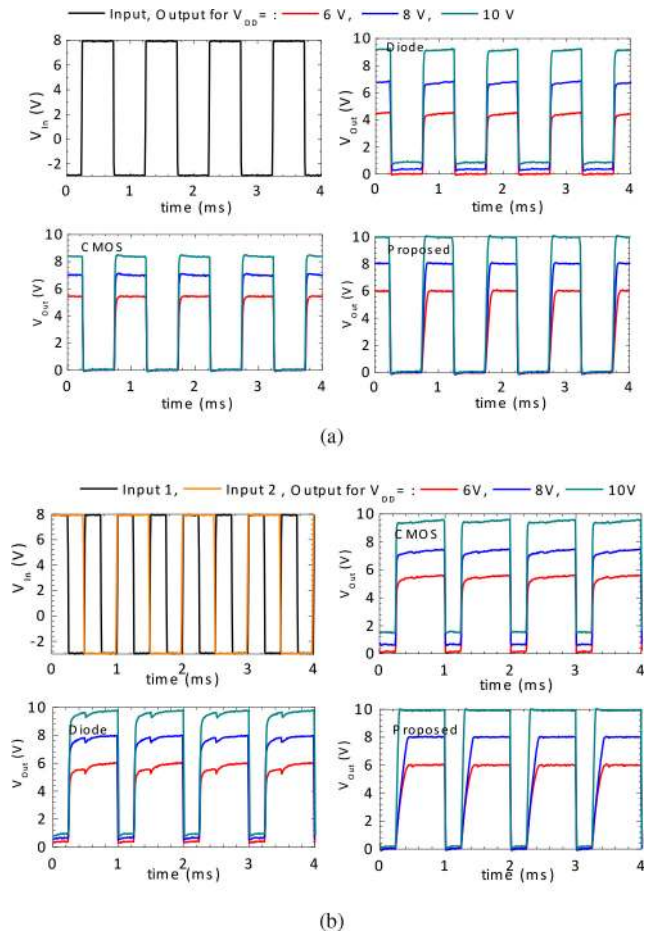 Input, Output for V_DD = : 6 V, 8 V, 10 V
8
6
4
2
0
-2
V_In (V)
0 1 2 3 4
time (ms)
Diode
10
8
6
4
2
0
V_Out (V)
0 1 2 3 4
time (ms)
CMOS
10
8
6
4
2
0
V_Out (V)
0 1 2 3 4
time (ms)
Proposed
10
8
6
4
2
0
V_Out (V)
0 1 2 3 4
time (ms)
(a)
Input 1, Input 2, Output for V_DD = : 6V, 8V, 10V
8
6
4
2
0
-2
V_In (V)
0 1 2 3 4
time (ms)
CMOS
10
8
6
4
2
0
V_Out (V)
0 1 2 3 4
time (ms)
Diode
10
8
6
4
2
0
V_Out (V)
0 1 2 3 4
time (ms)
Proposed
10
8
6
4
2
0
V_Out (V)
0 1 2 3 4
time (ms)
(b)